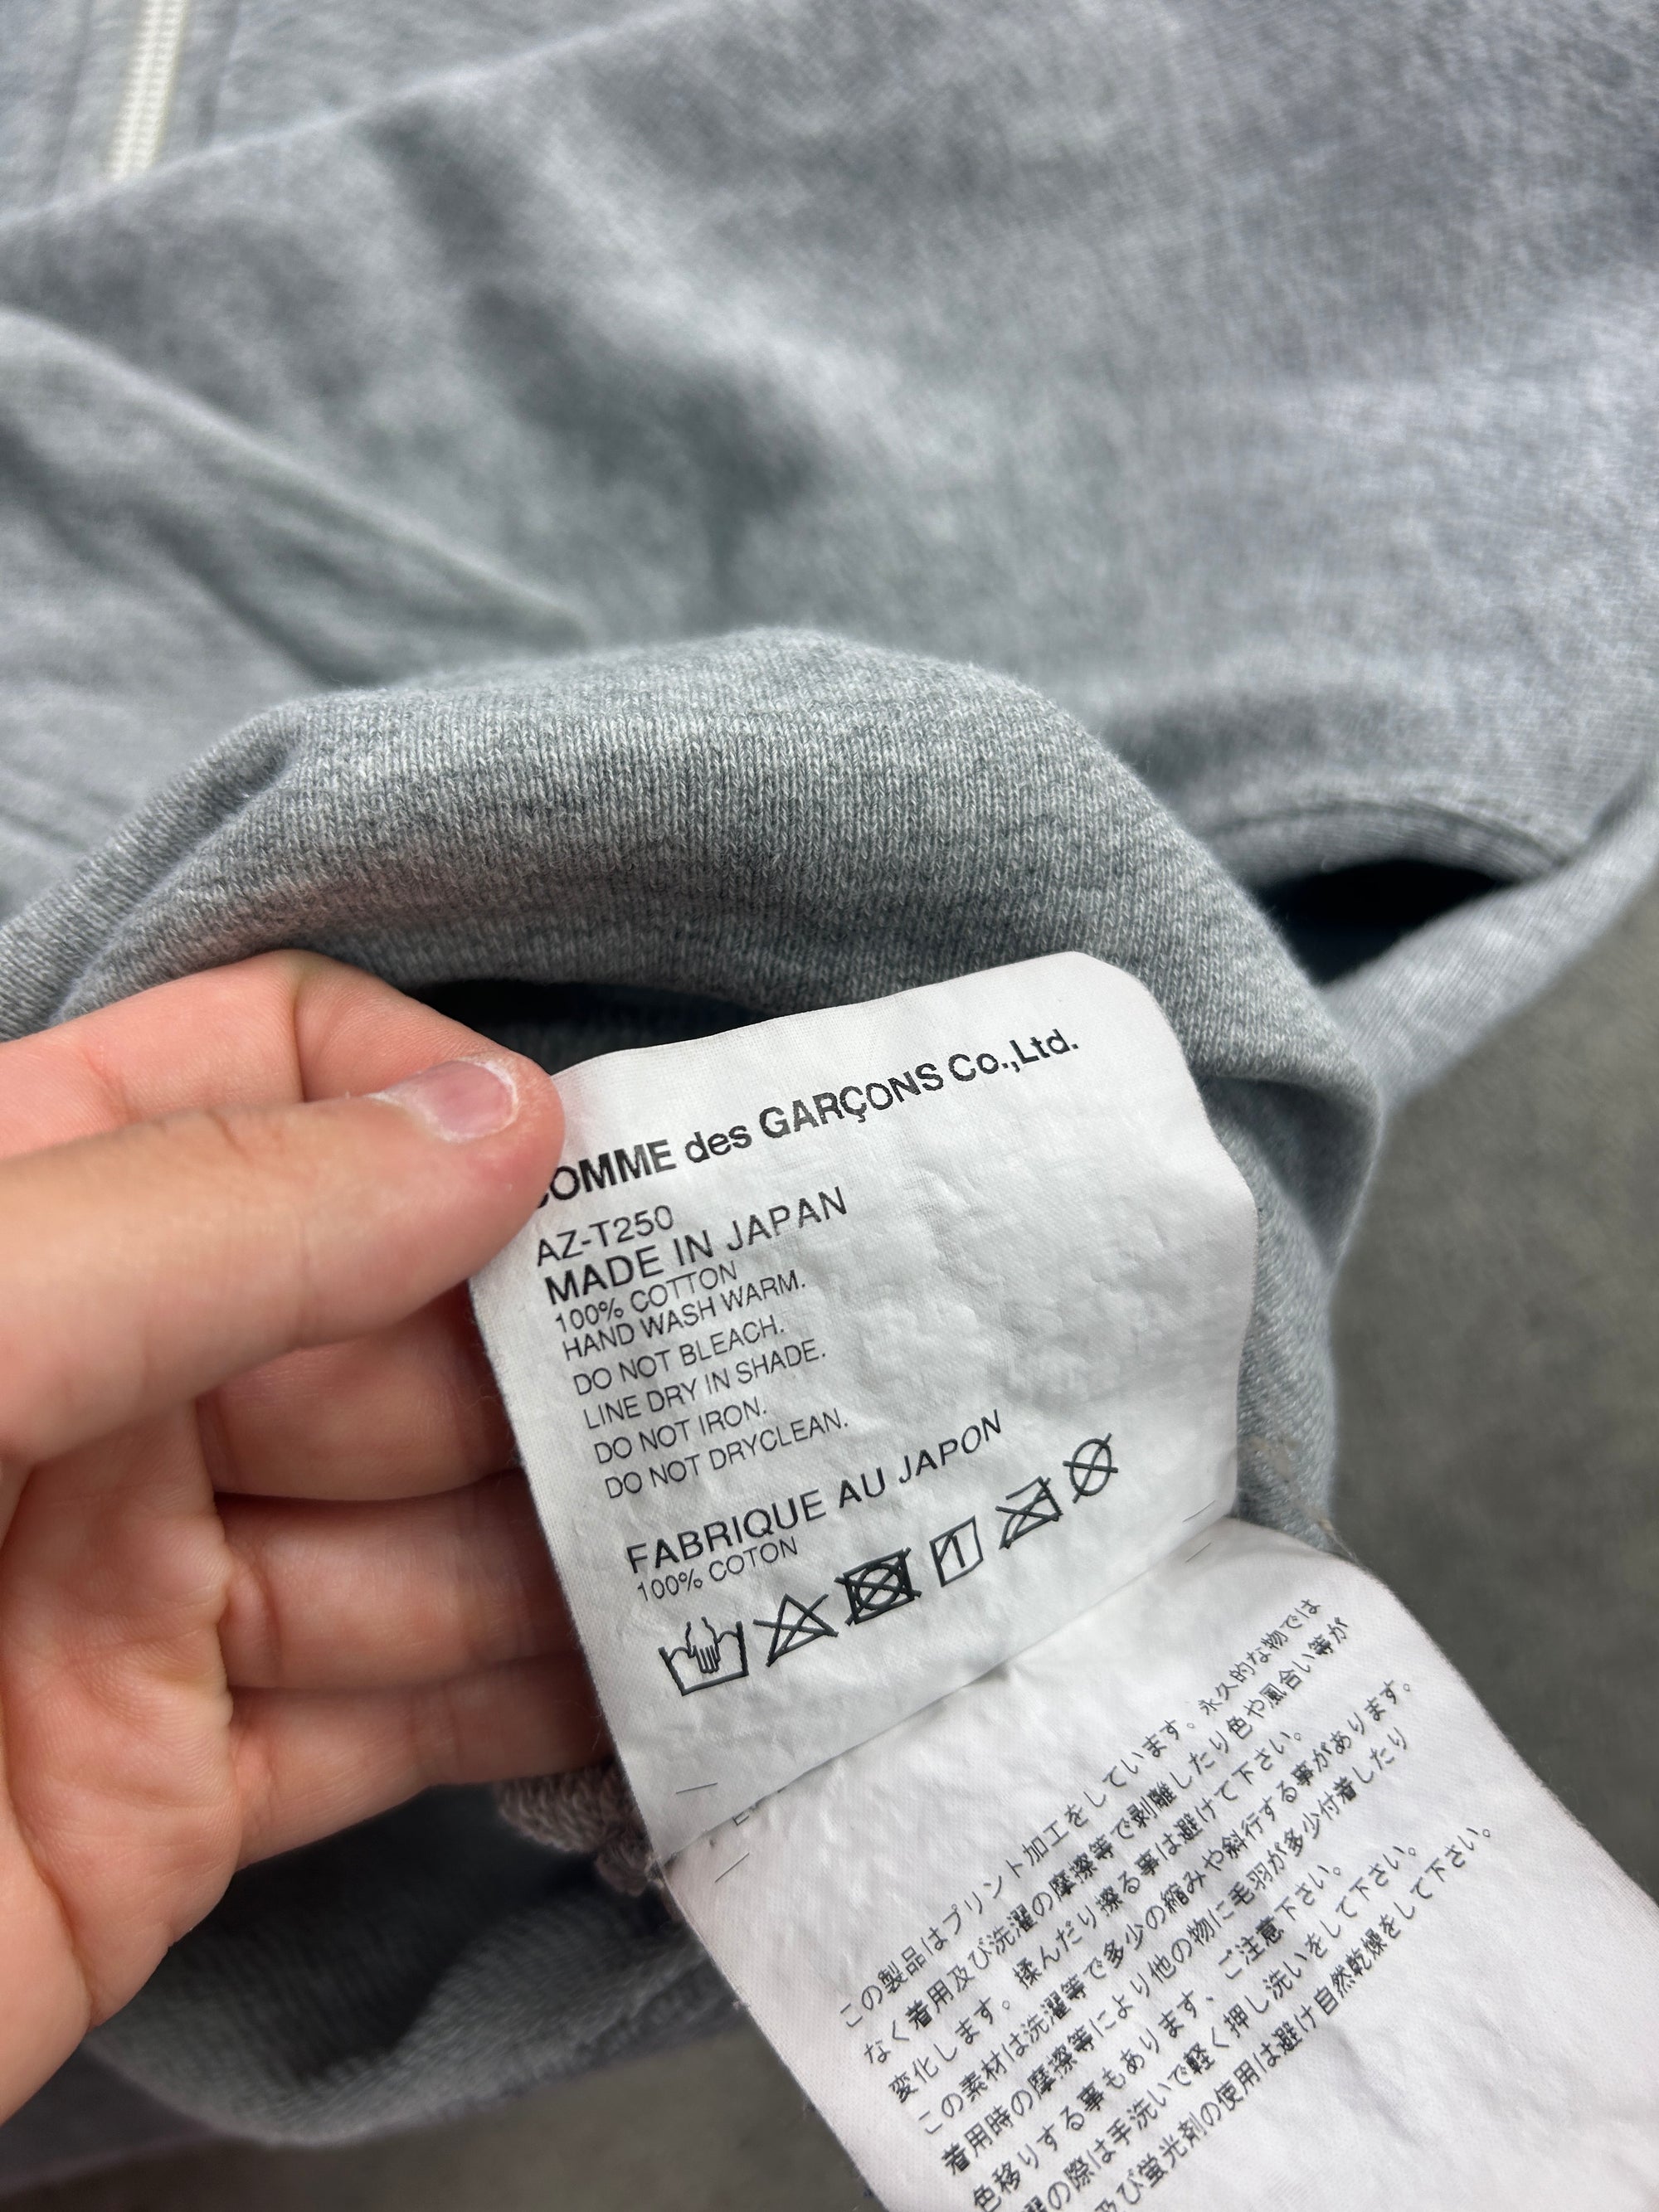 COMME des GARÇONS Co.,Ltd.
AZ-T250
MADE IN JAPAN
100% COTTON
HAND WASH WARM.
DO NOT BLEACH.
LINE DRY IN SHADE.
DO NOT IRON.
DO NOT DRYCLEAN.
FABRIQUE AU JAPON
100% COTON
1
この製品はプリント加工をしています。永久的な物では
なく着用及び洗濯の摩擦等で剥離したり色や風合い等が
変化します。揉んだり擦る事は避けて下さい。
この素材は洗濯等で多少の縮みや斜行する事があります。
着用時の摩擦等により他の物に毛羽が多少付着したり
色移りする事もあります、ご注意下さい。
の際は手洗いで軽く押し洗いをして下さい。
及び蛍光剤の使用は避け自然乾燥をして下さい。